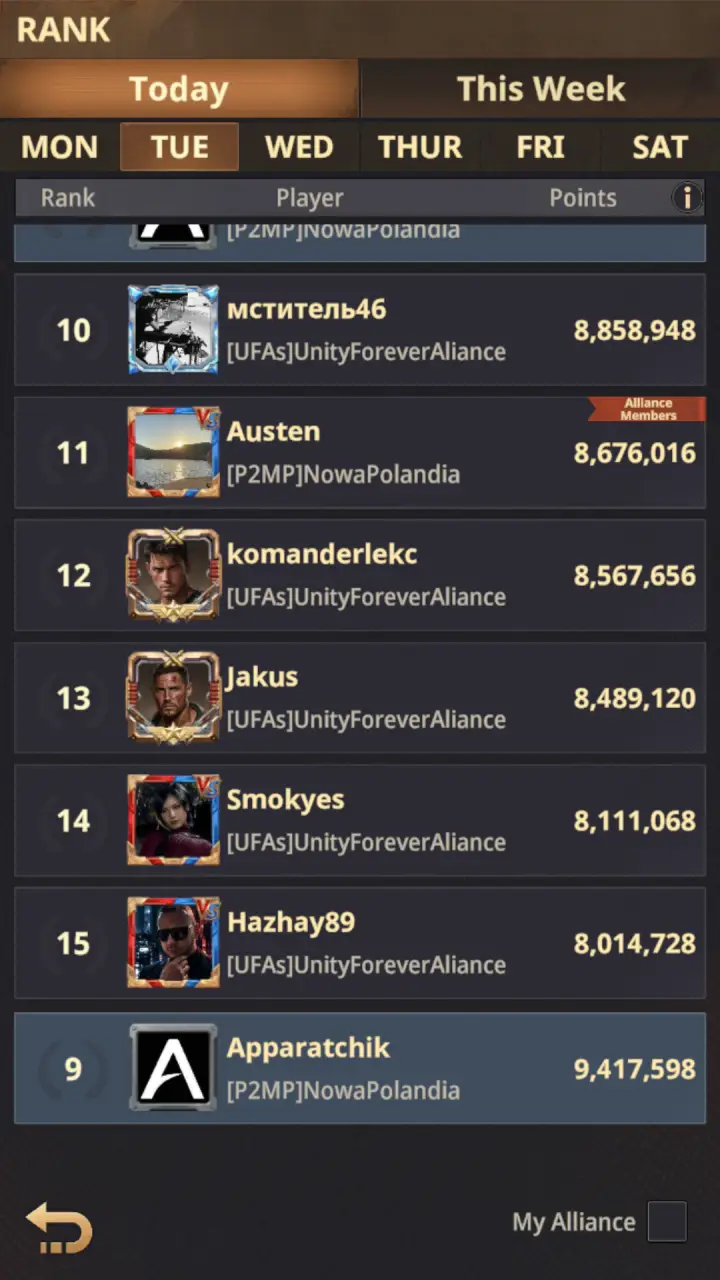 RANK
Today
This Week
MON
TUE
WED
THUR
FRI
SAT
Rank
Player
Points
[P2MP]NowaPolandia
10
мститель46
[UFAs]UnityForeverAliance
8,858,948
11
Austen
[P2MP]NowaPolandia
Alliance
Members
8,676,016
12
komanderlekc
[UFAs]UnityForeverAliance
8,567,656
13
Jakus
[UFAs]UnityForeverAliance
8,489,120
14
Smokyes
[UFAs]UnityForeverAliance
8,111,068
15
Hazhay89
[UFAs]UnityForeverAliance
8,014,728
9
Apparatchik
[P2MP]NowaPolandia
9,417,598
My Alliance